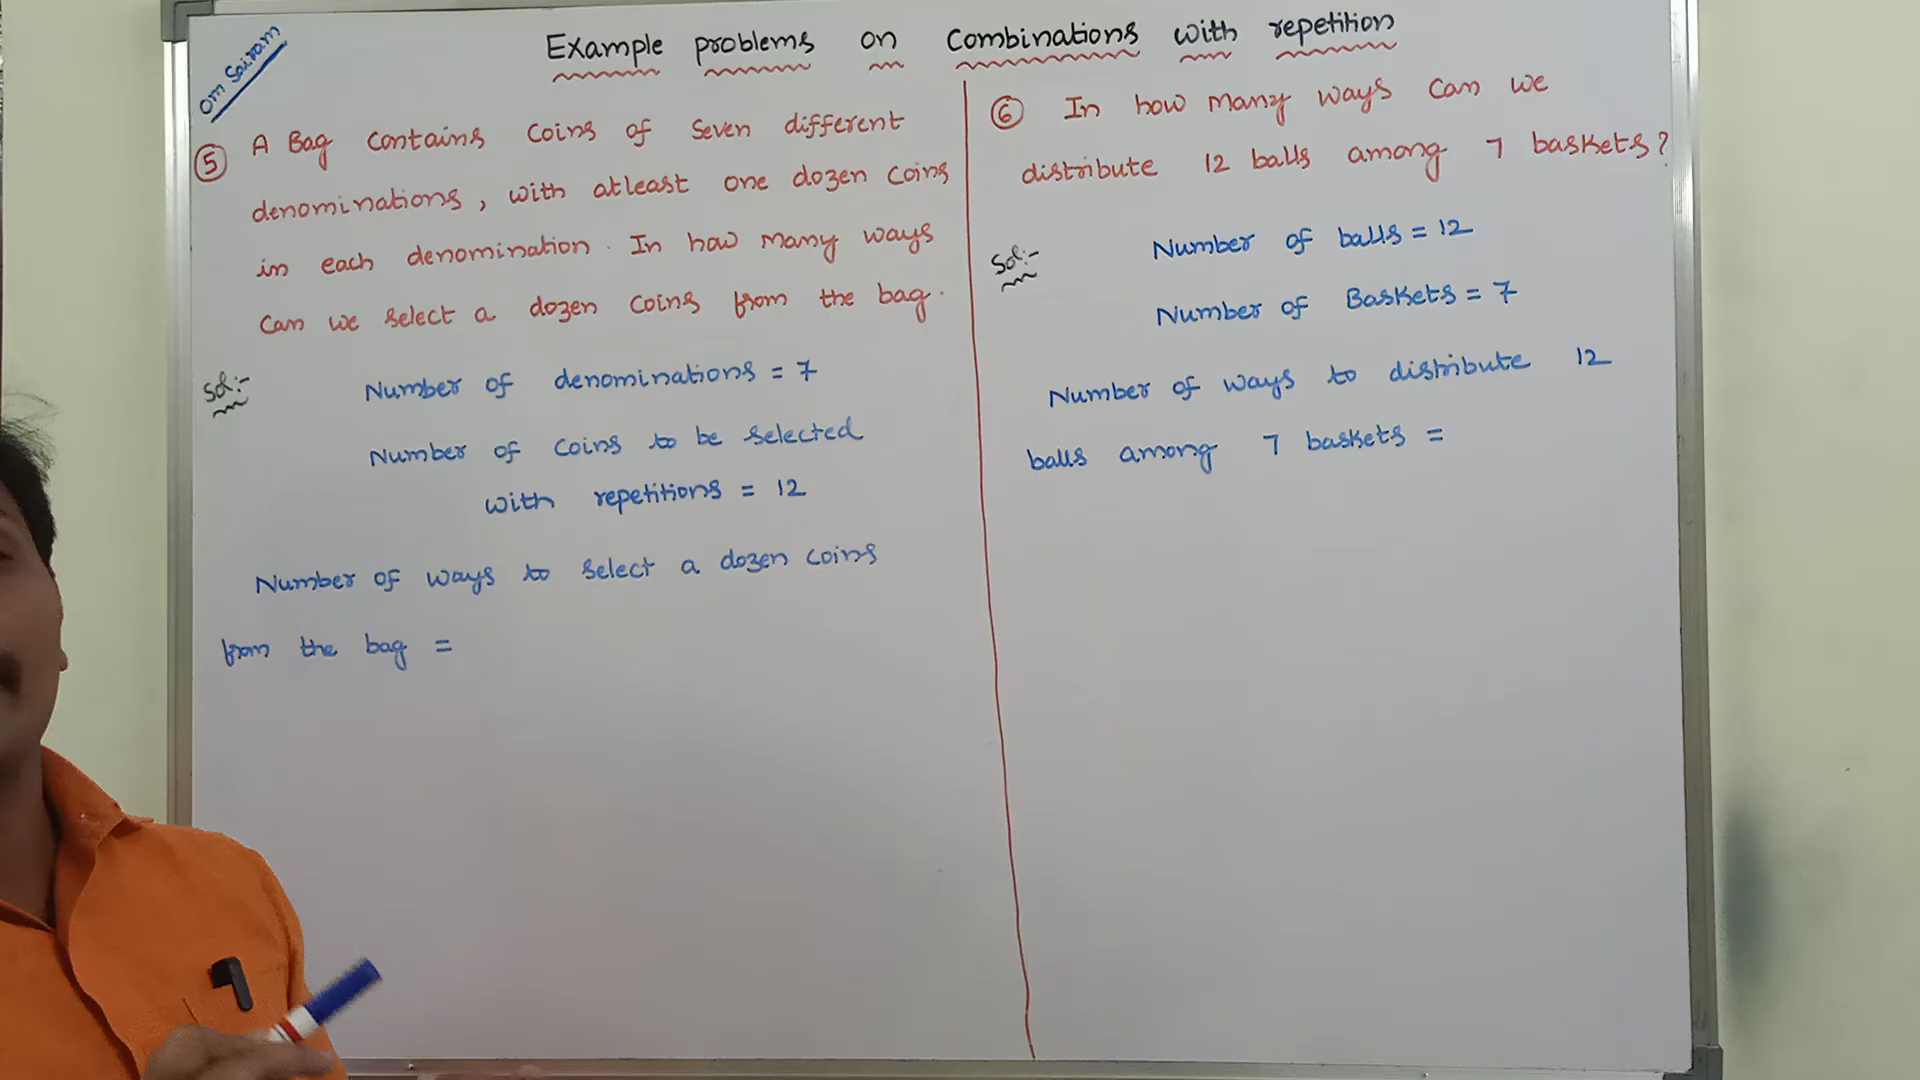 Om Sairam
Example problems on Combinations with repetition
5 A Bag contains coins of seven different
denominations, with atleast one dozen coins
in each denomination. In how many ways
can we select a dozen coins from the bag.
Sol:-
Number of denominations = 7
Number of coins to be selected
with repetitions = 12
Number of ways to select a dozen coins
from the bag =
6 In how many ways can we
distribute 12 balls among 7 baskets?
Sol:-
Number of balls = 12
Number of Baskets = 7
Number of ways to distribute 12
balls among 7 baskets =